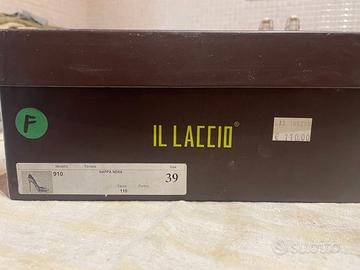 F
IL LACCIO®
€ 110,00
910
NAPPA NERA
39
110
subito